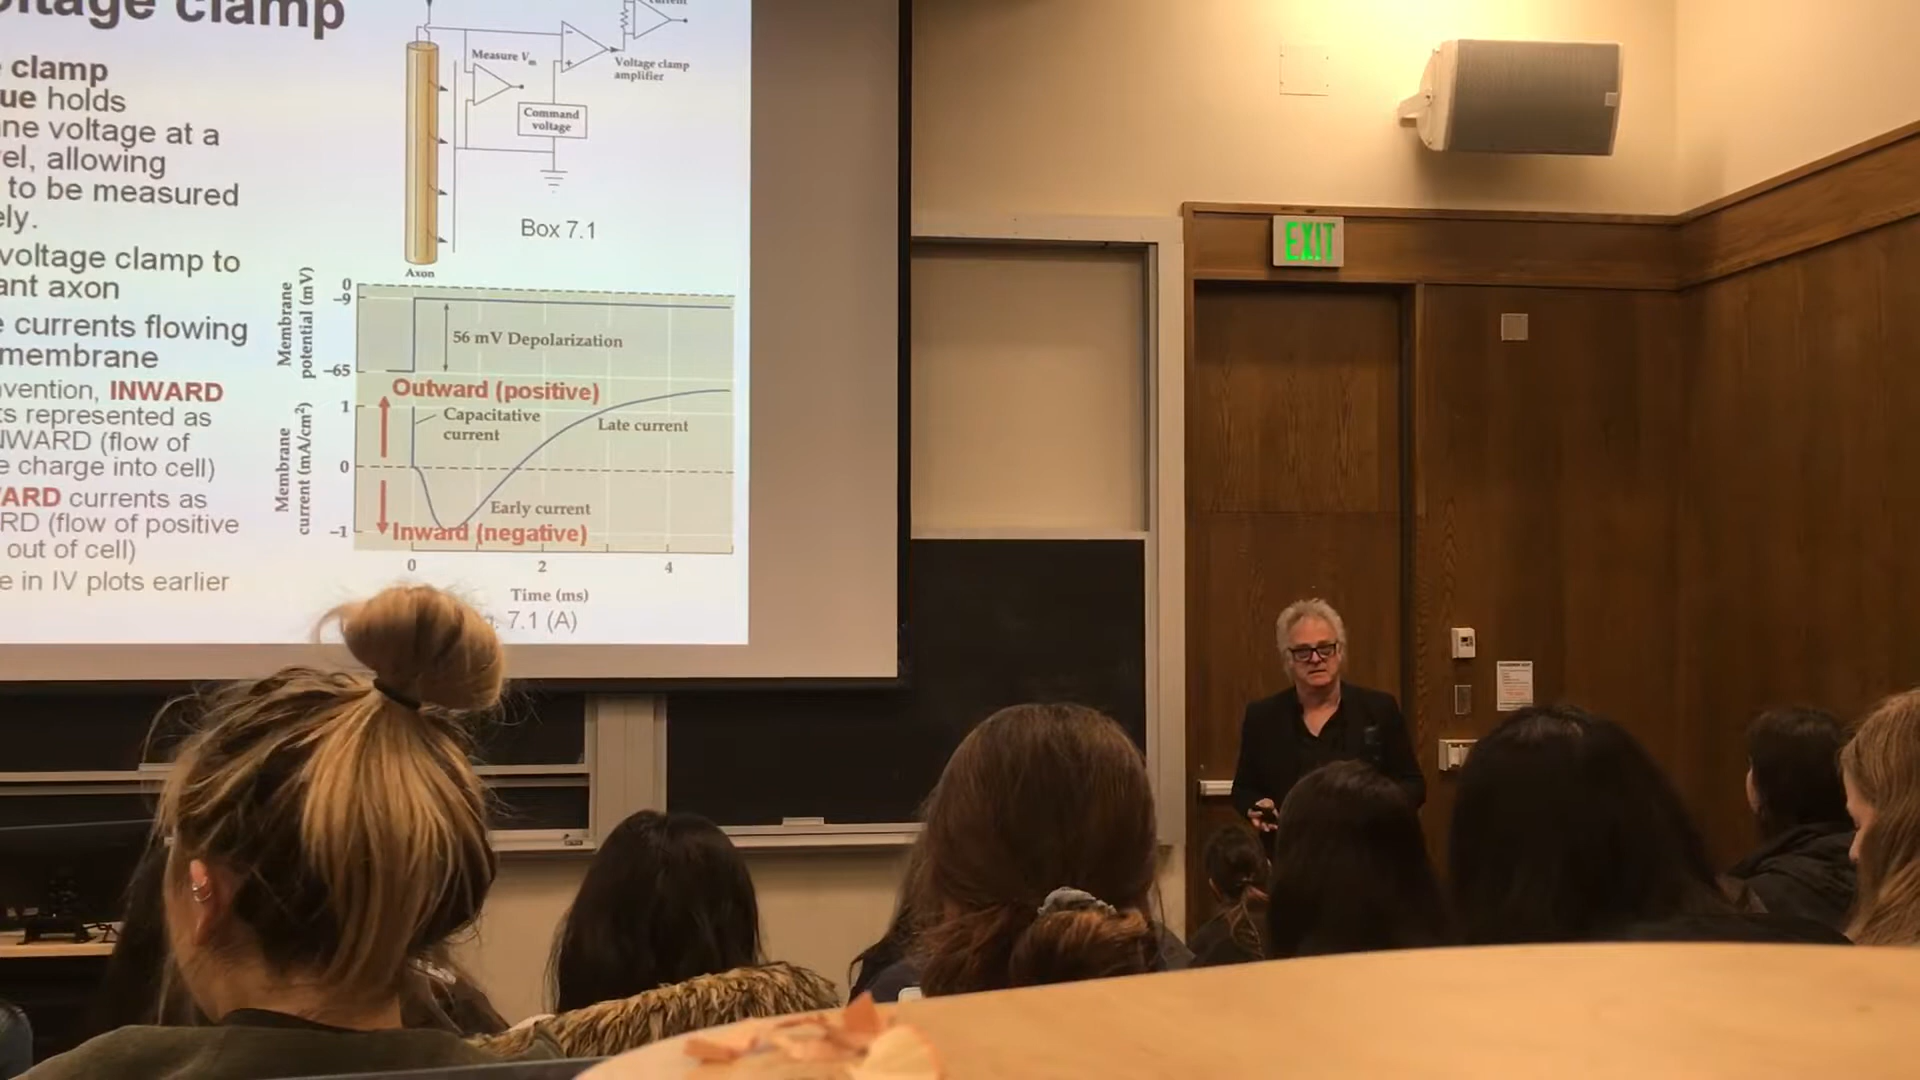 ltage clamp
clamp
ue holds
ne voltage at a
el, allowing
to be measured
ely.
voltage clamp to
ant axon
e currents flowing
membrane
vention, INWARD
ts represented as
NWARD (flow of
e charge into cell)
WARD currents as
RD (flow of positive
out of cell)
e in IV plots earlier
Measure Vm
current
Voltage clamp
amplifier
Command
voltage
Box 7.1
Axon
Membrane
potential (mV)
0
–9
–65
56 mV Depolarization
Outward (positive)
Membrane
current (mA/cm²)
1
0
–1
Capacitative
current
Late current
Early current
Inward (negative)
0 2 4
Time (ms)
7.1 (A)
EXIT